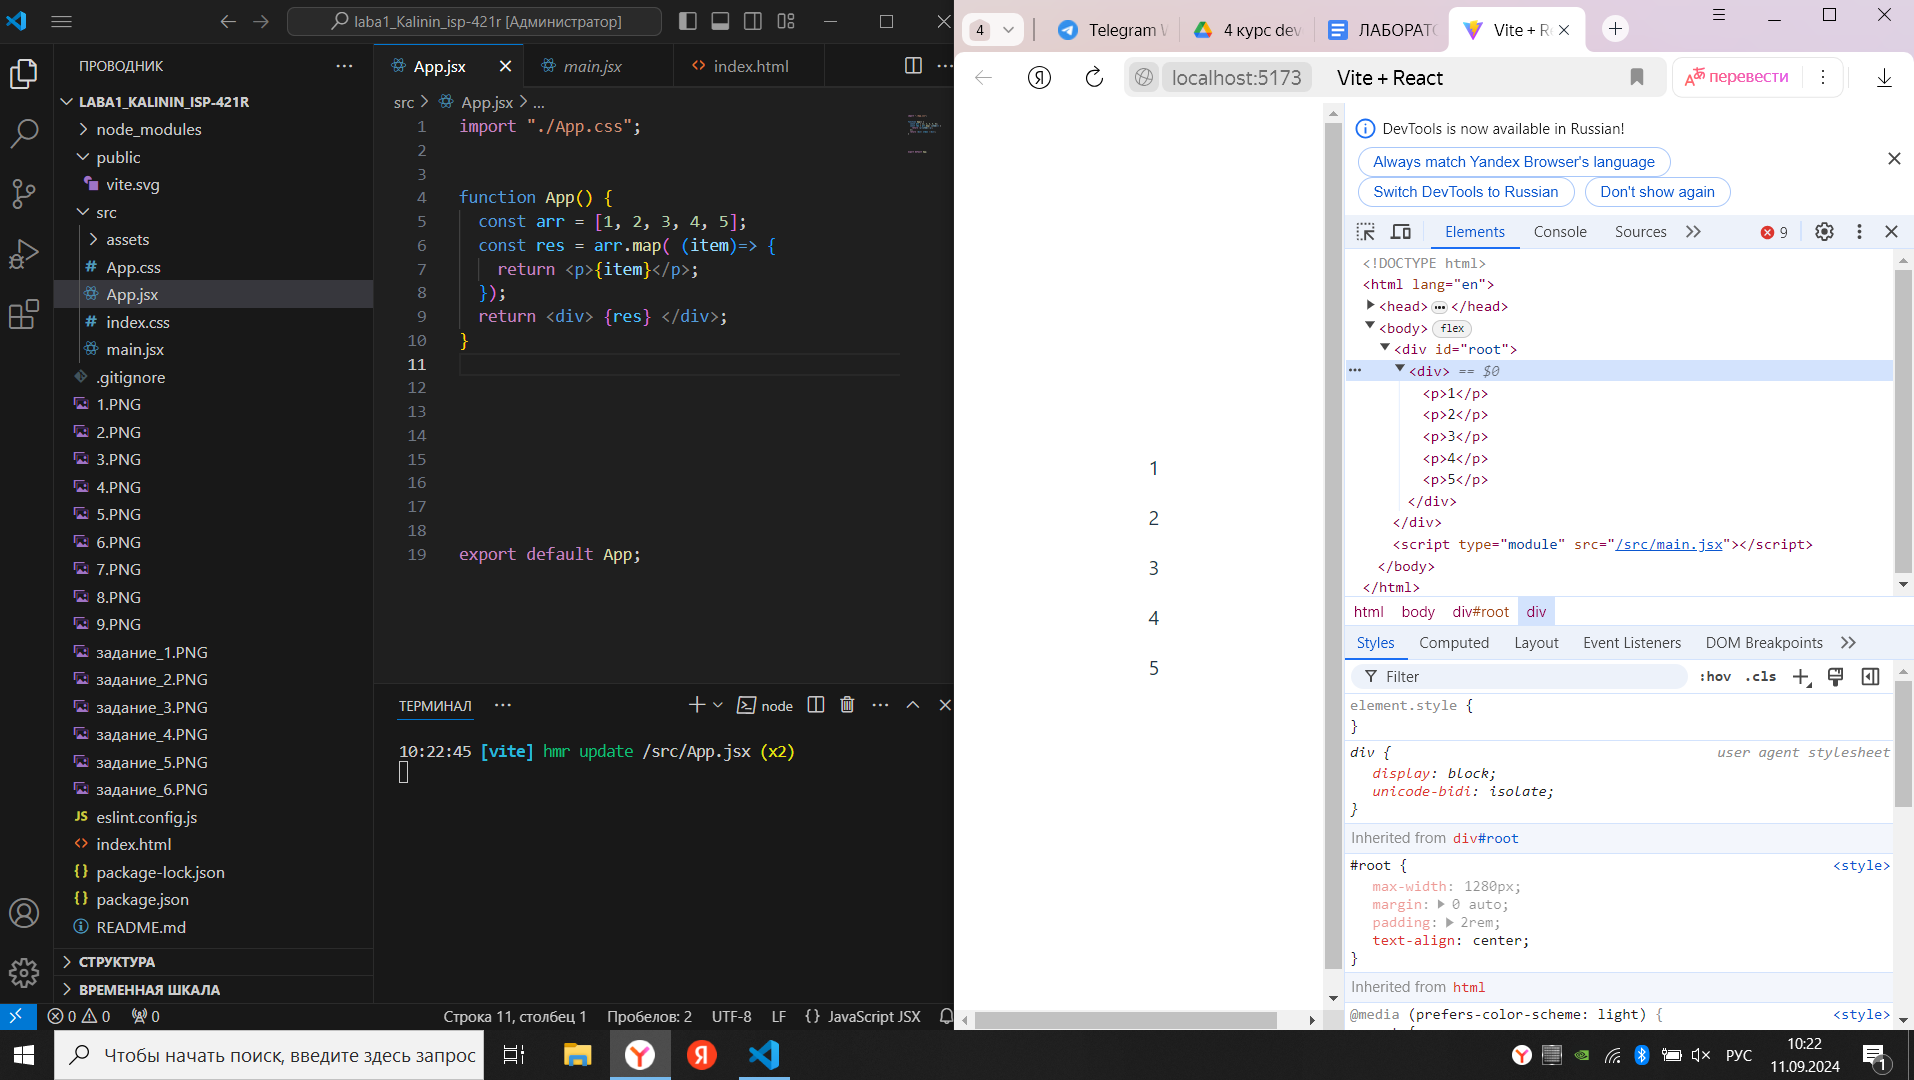 laba1_Kalinin_isp-421r [Администратор]
ПРОВОДНИК
LABA1_KALININ_ISP-421R
node_modules
public
vite.svg
src
assets
# App.css
App.jsx
# index.css
main.jsx
.gitignore
1.PNG
2.PNG
3.PNG
4.PNG
5.PNG
6.PNG
7.PNG
8.PNG
9.PNG
задание_1.PNG
задание_2.PNG
задание_3.PNG
задание_4.PNG
задание_5.PNG
задание_6.PNG
JS eslint.config.js
<> index.html
{} package-lock.json
{} package.json
README.md
СТРУКТУРА
ВРЕМЕННАЯ ШКАЛА
App.jsx
main.jsx
<> index.html
src > App.jsx > ...
1 import "./App.css";
2
3
4 function App() {
5 const arr = [1, 2, 3, 4, 5];
6 const res = arr.map( (item)=> {
7 return <p>{item}</p>;
8 });
9 return <div> {res} </div>;
10 }
11
12
13
14
15
16
17
18
19 export default App;
ТЕРМИНАЛ
node
10:22:45 [vite] hmr update /src/App.jsx (x2)
0 0 0
Строка 11, столбец 1 Пробелов: 2 UTF-8 LF {} JavaScript JSX
4
Telegram
4 курс dev
ЛАБОРАТО
Vite + R
localhost:5173 Vite + React
перевести
1
2
3
4
5
DevTools is now available in Russian!
Always match Yandex Browser's language
Switch DevTools to Russian
Don't show again
Elements Console Sources 9
<!DOCTYPE html>
<html lang="en">
<head> ... </head>
<body> flex
<div id="root">
... <div> == $0
<p>1</p>
<p>2</p>
<p>3</p>
<p>4</p>
<p>5</p>
</div>
</div>
<script type="module" src="/src/main.jsx"></script>
</body>
</html>
html body div#root div
Styles Computed Layout Event Listeners DOM Breakpoints
Filter :hov .cls
element.style {
}
div { user agent stylesheet
display: block;
unicode-bidi: isolate;
}
Inherited from div#root
#root { <style>
max-width: 1280px;
margin: 0 auto;
padding: 2rem;
text-align: center;
}
Inherited from html
@media (prefers-color-scheme: light) { <style>
Чтобы начать поиск, введите здесь запрос
РУС
10:22
11.09.2024
1